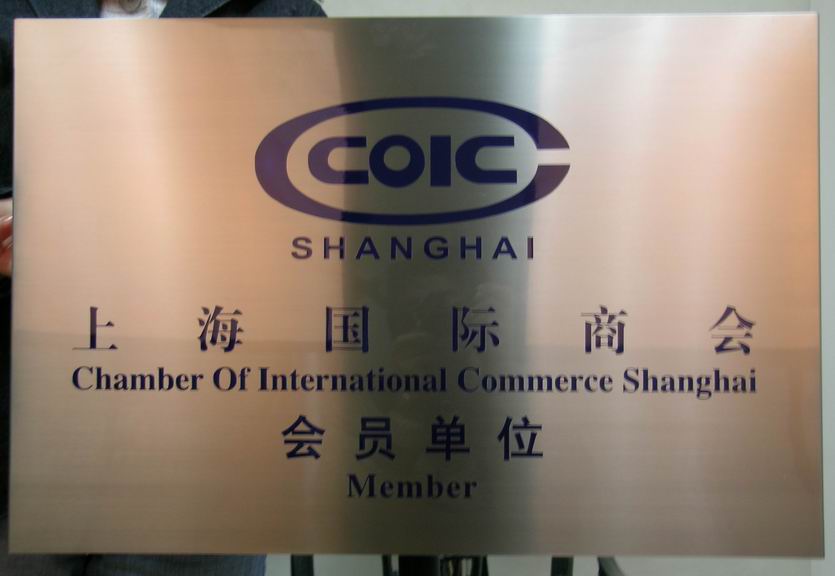 COIC
SHANGHAI
上海国际商会
Chamber Of International Commerce Shanghai
会员单位
Member